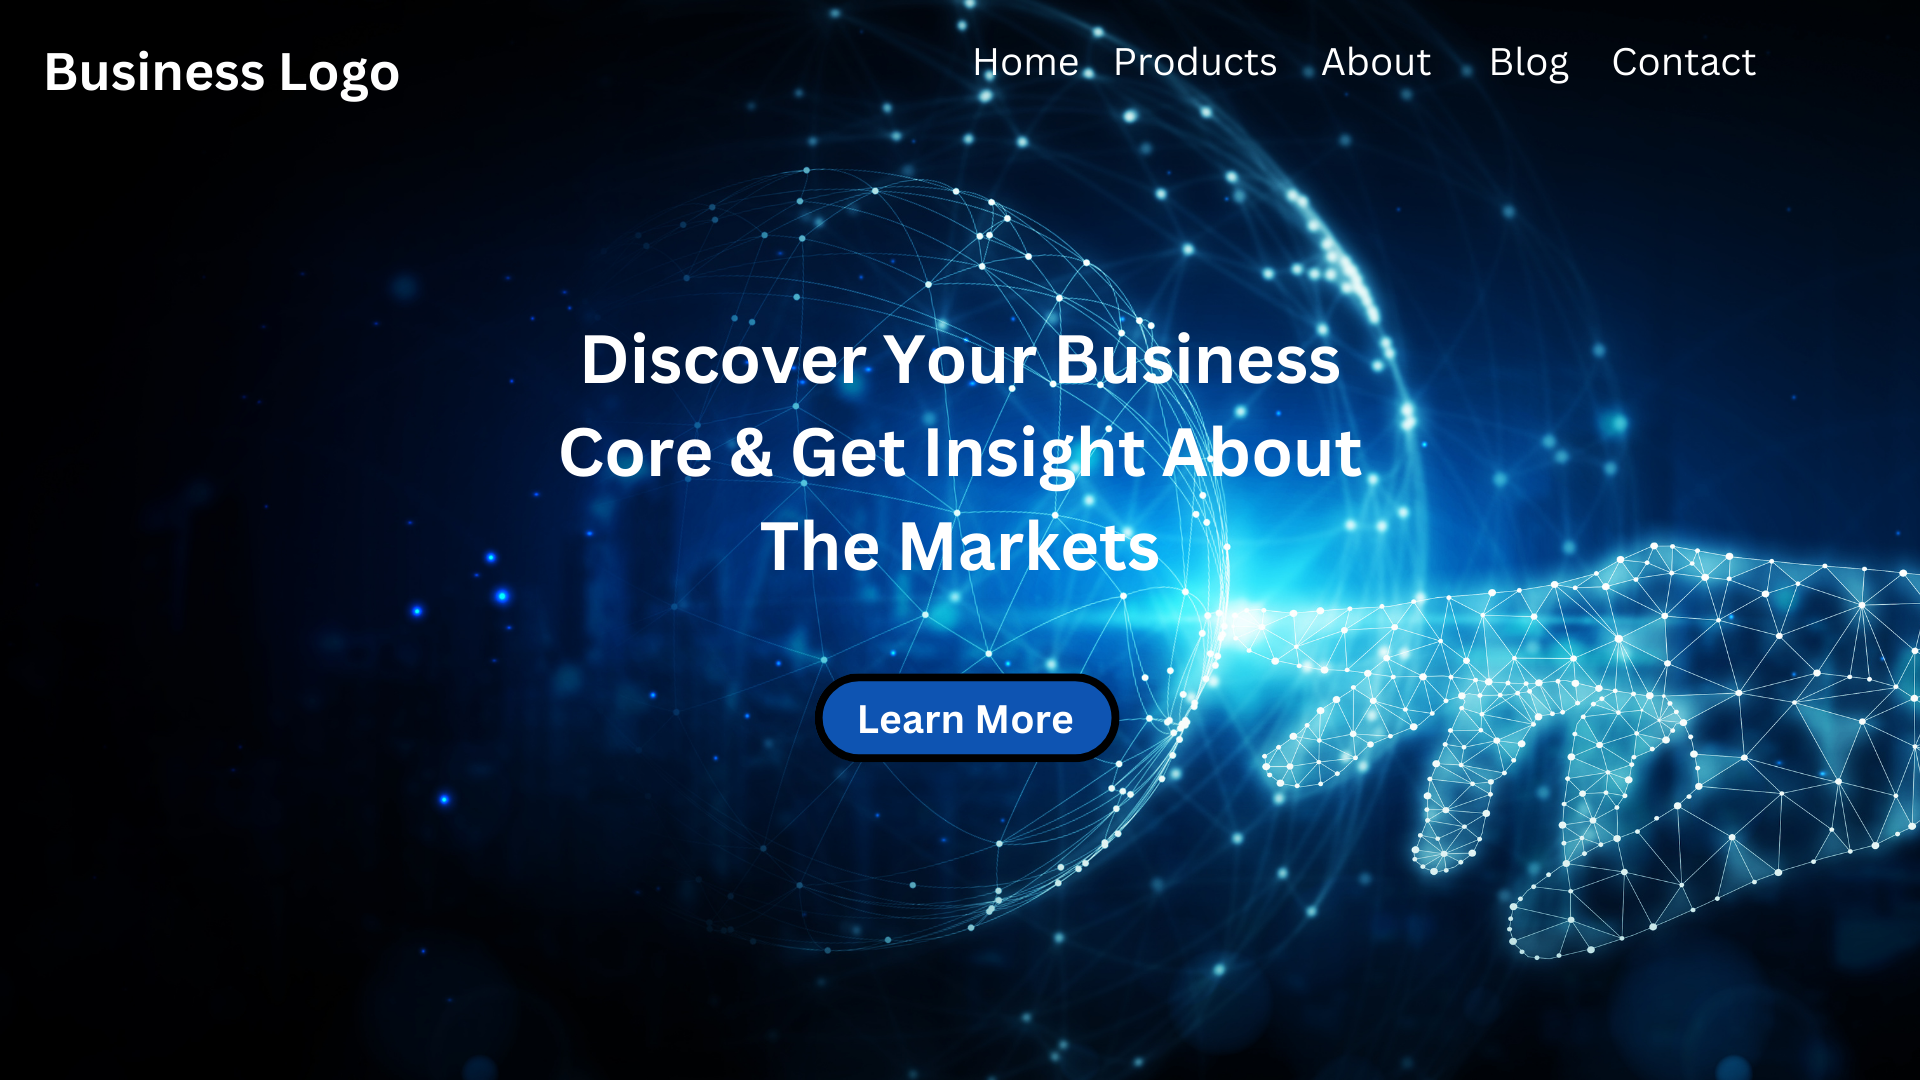 Business Logo
Home Products About Blog Contact
Discover Your Business
Core & Get Insight About
The Markets
Learn More